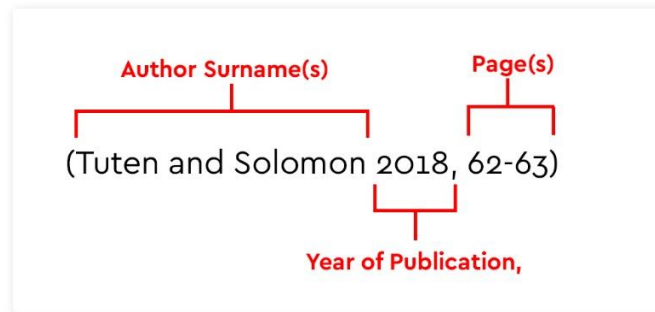 Author Surname(s)
Page(s)
(Tuten and Solomon 2018, 62-63)
Year of Publication,